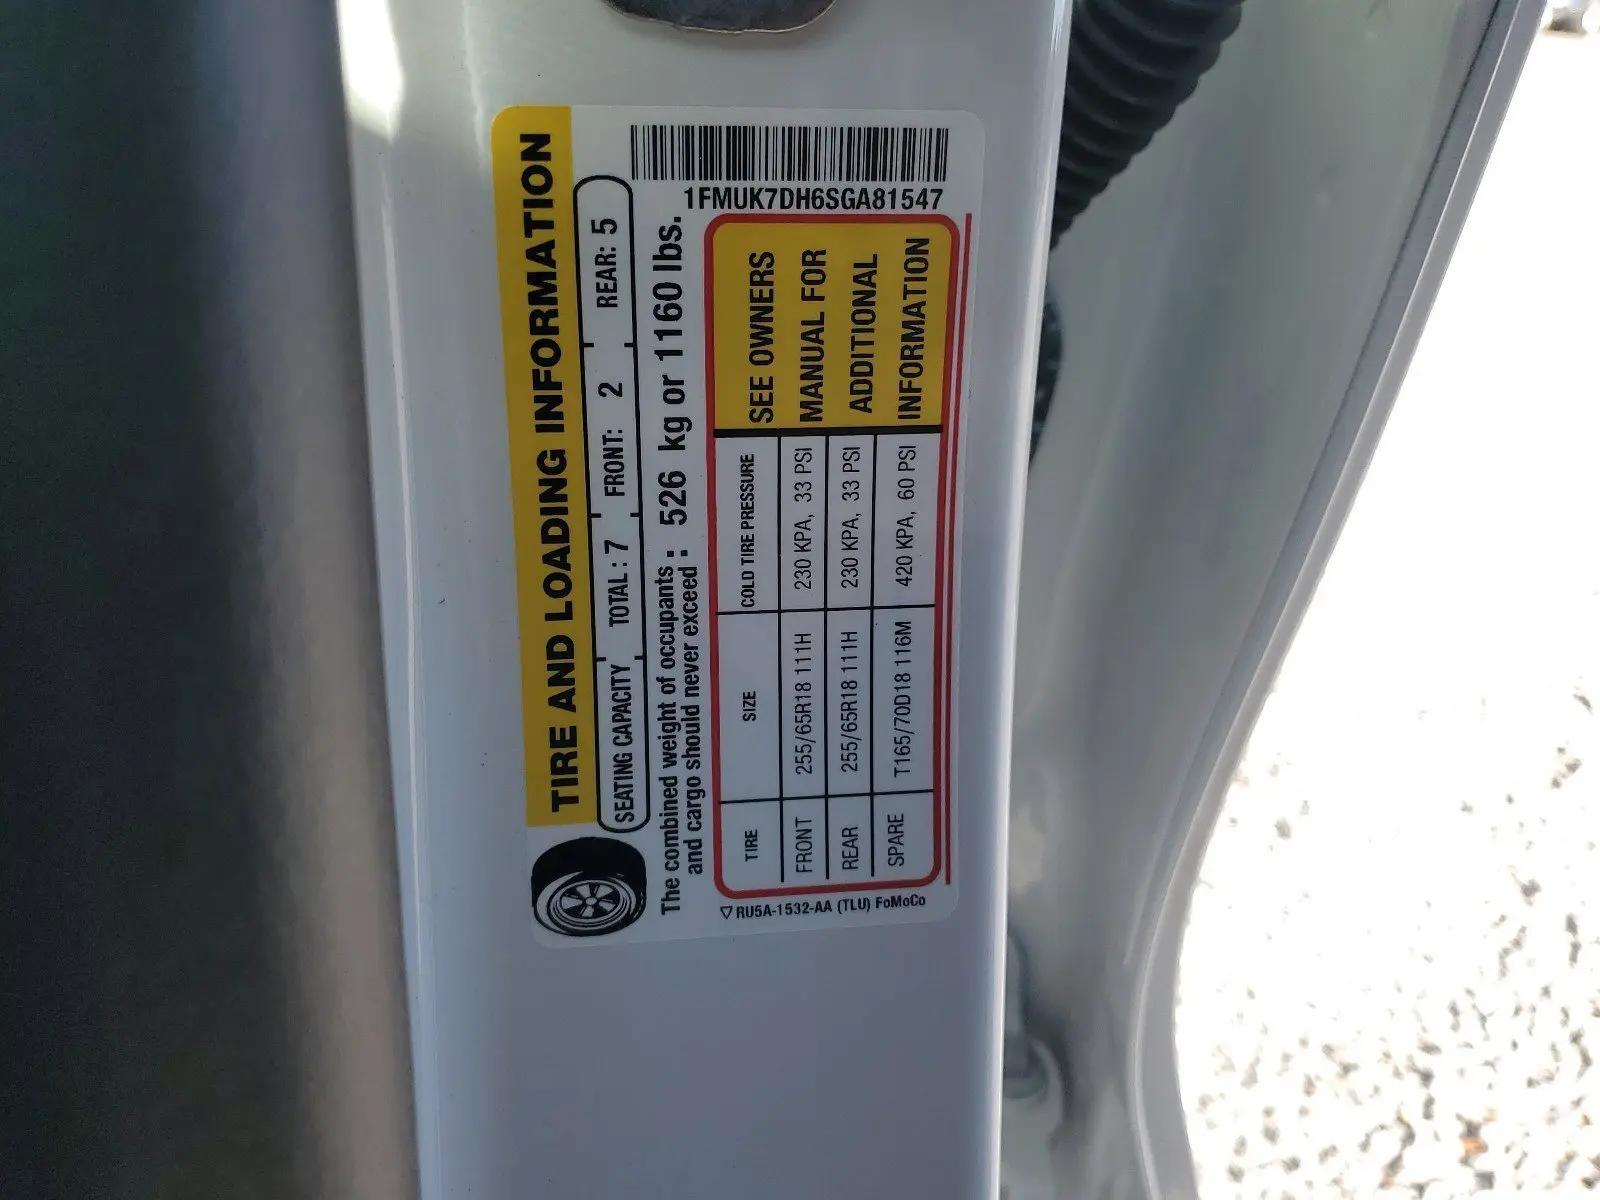 1FMUK7DH6SGA81547
TIRE AND LOADING INFORMATION
SEATING CAPACITY TOTAL: 7 FRONT: 2 REAR: 5
The combined weight of occupants : 526 kg or 1160 lbs.
and cargo should never exceed :
TIRE SIZE COLD TIRE PRESSURE
FRONT 255/65R18 111H 230 KPA, 33 PSI
REAR 255/65R18 111H 230 KPA, 33 PSI
SPARE T165/70D18 116M 420 KPA, 60 PSI
SEE OWNERS
MANUAL FOR
ADDITIONAL
INFORMATION
RU5A-1532-AA (TLU) FoMoCo